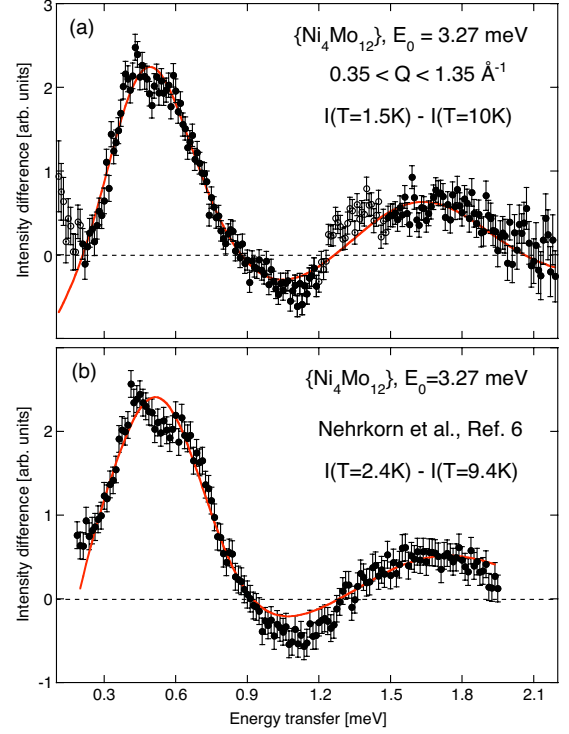 (a)
{Ni₄Mo₁₂}, E₀ = 3.27 meV
0.35 < Q < 1.35 Å⁻¹
I(T=1.5K) - I(T=10K)
Intensity difference [arb. units]
3
2
1
0
(b)
{Ni₄Mo₁₂}, E₀=3.27 meV
Nehrkorn et al., Ref. 6
I(T=2.4K) - I(T=9.4K)
Intensity difference [arb. units]
2
1
0
-1
0.3 0.6 0.9 1.2 1.5 1.8 2.1
Energy transfer [meV]